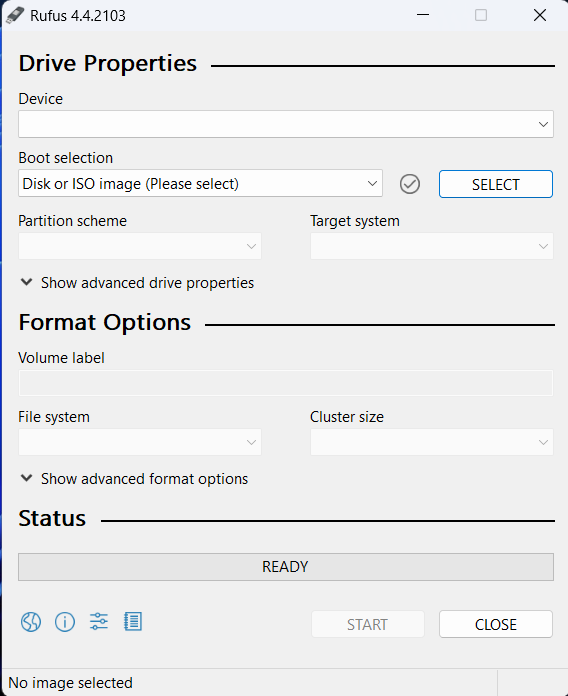 Rufus 4.4.2103
Drive Properties
Device
Boot selection
Disk or ISO image (Please select)
SELECT
Partition scheme
Target system
Show advanced drive properties
Format Options
Volume label
File system
Cluster size
Show advanced format options
Status
READY
START
CLOSE
No image selected